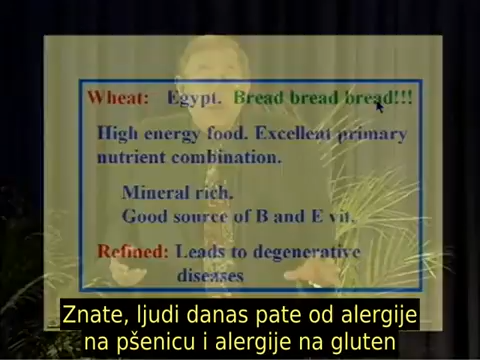 Wheat: Egypt. Bread bread bread!!!
High energy food. Excellent primary
nutrient combination.
Mineral rich.
Good source of B and E vit.
Refined: Leads to degenerative
diseases
Znate, ljudi danas pate od alergije
na pšenicu i alergije na gluten